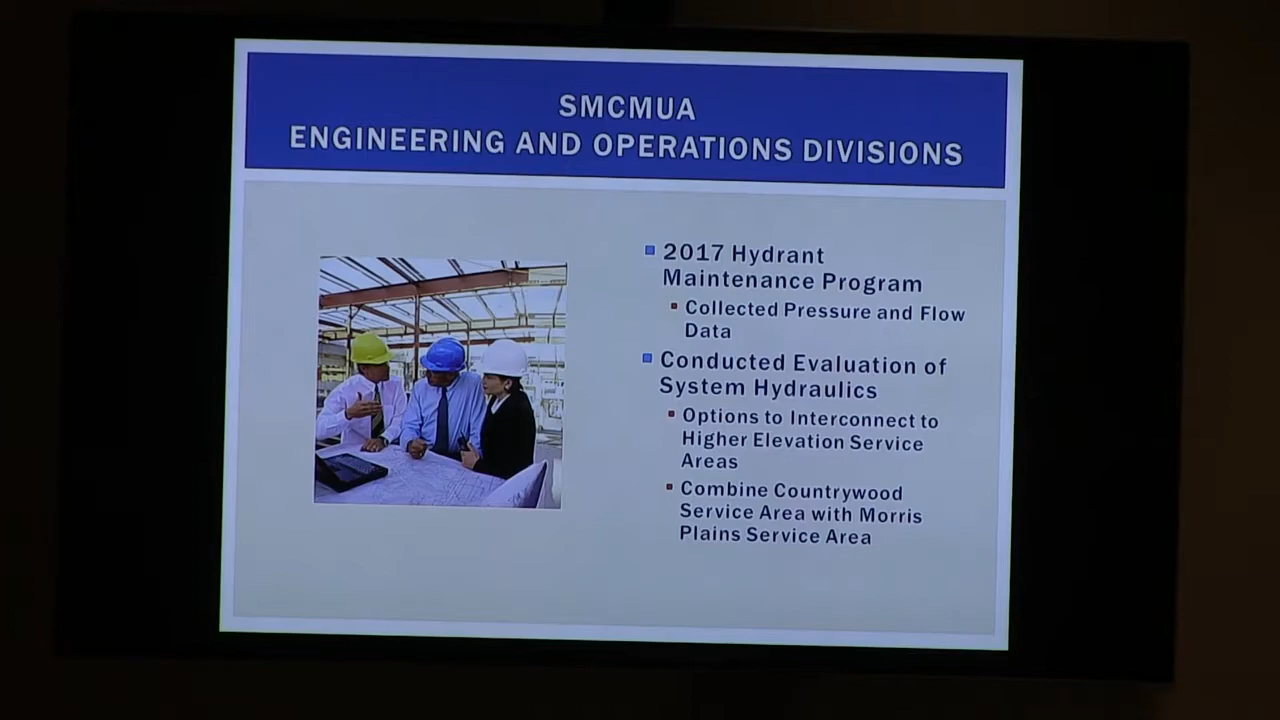 SMCMUA
ENGINEERING AND OPERATIONS DIVISIONS
2017 Hydrant
Maintenance Program
Collected Pressure and Flow
Data
Conducted Evaluation of
System Hydraulics
Options to Interconnect to
Higher Elevation Service
Areas
Combine Countrywood
Service Area with Morris
Plains Service Area